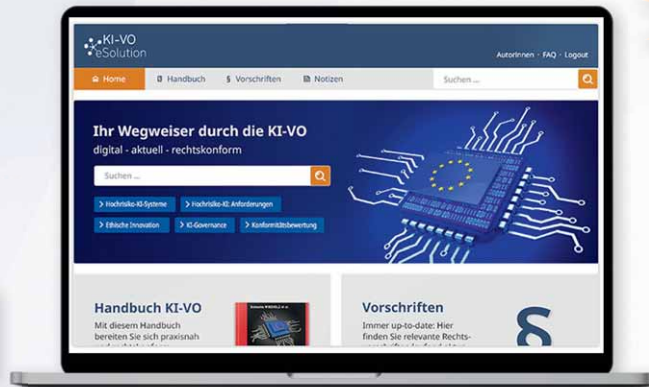 KI-VO
eSolution
AutorInnen · FAQ · Logout
Home
Handbuch
§ Vorschriften
Notizen
Suchen ...
Ihr Wegweiser durch die KI-VO
digital - aktuell - rechtskonform
Suchen ...
> Hochrisiko-KI-Systeme
> Hochrisiko-KI: Anforderungen
> Ethische Innovation
> KI-Governance
> Konformitätsbewertung
Handbuch KI-VO
Mit diesem Handbuch
bereiten Sie sich praxisnah
Vorschriften
Immer up-to-date: Hier
finden Sie relevante Rechts-
§